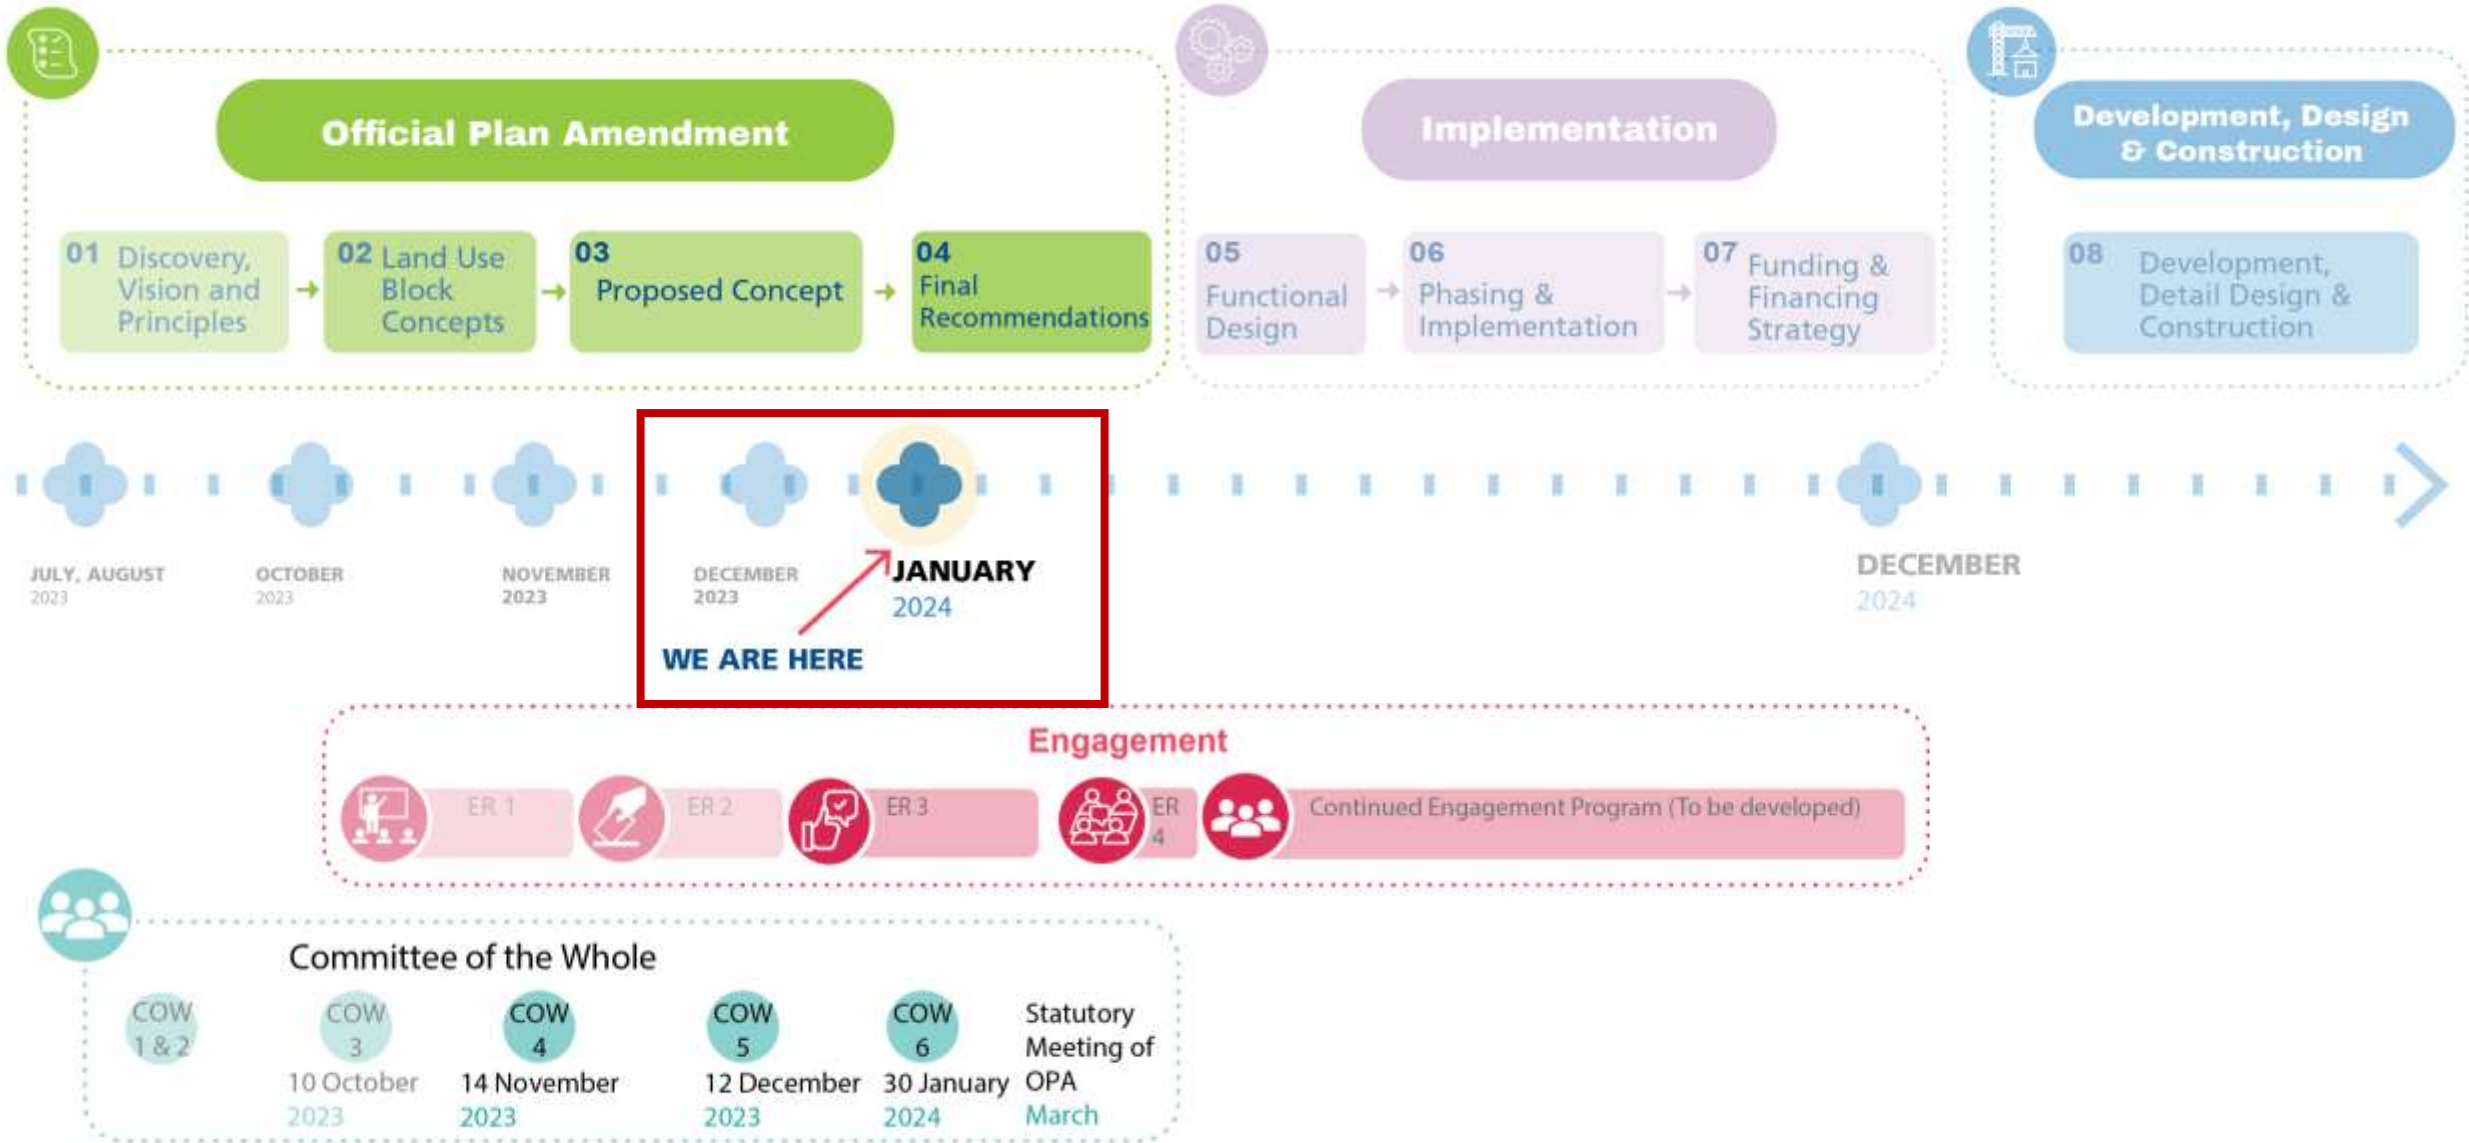 Official Plan Amendment
01 Discovery,
Vision and
Principles
02 Land Use
Block
Concepts
03
Proposed Concept
04
Final
Recommendations
Implementation
05
Functional
Design
06
Phasing &
Implementation
07 Funding &
Financing
Strategy
Development, Design
& Construction
08 Development,
Detail Design &
Construction
JULY, AUGUST
2023
OCTOBER
2023
NOVEMBER
2023
DECEMBER
2023
JANUARY
2024
WE ARE HERE
DECEMBER
2024
Engagement
ER 1
ER 2
ER 3
ER
4
Continued Engagement Program (To be developed)
Committee of the Whole
COW
1 & 2
COW
3
10 October
2023
COW
4
14 November
2023
COW
5
12 December
2023
COW
6
30 January
2024
Statutory
Meeting of
OPA
March